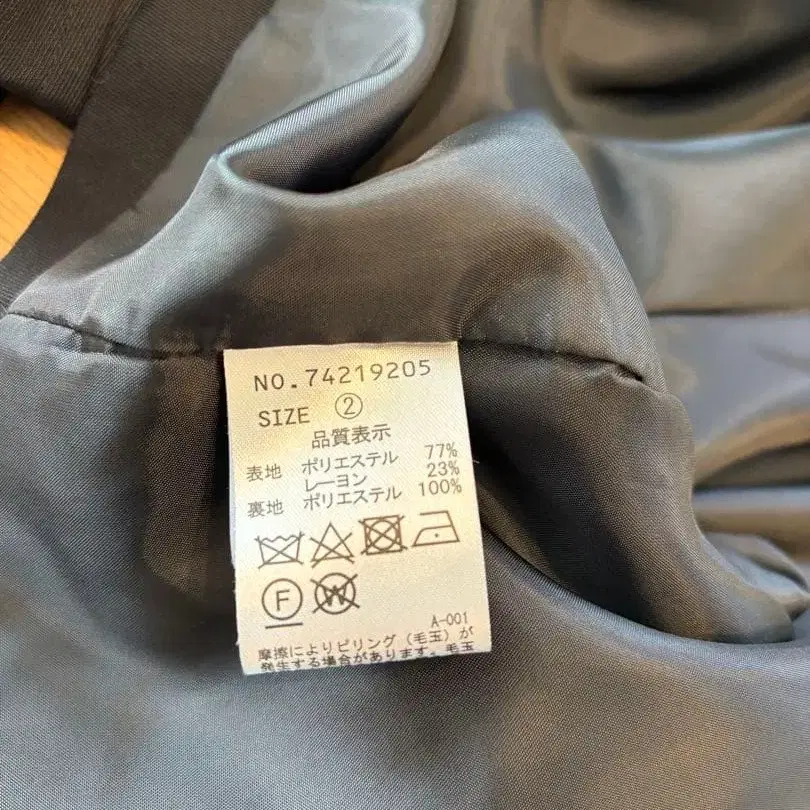 NO.74219205
SIZE ②
品質表示
表地 ポリエステル 77%
レーヨン 23%
裏地 ポリエステル 100%
F W
A-001
摩擦によりピリング(毛玉)が
発生する場合があります。毛玉